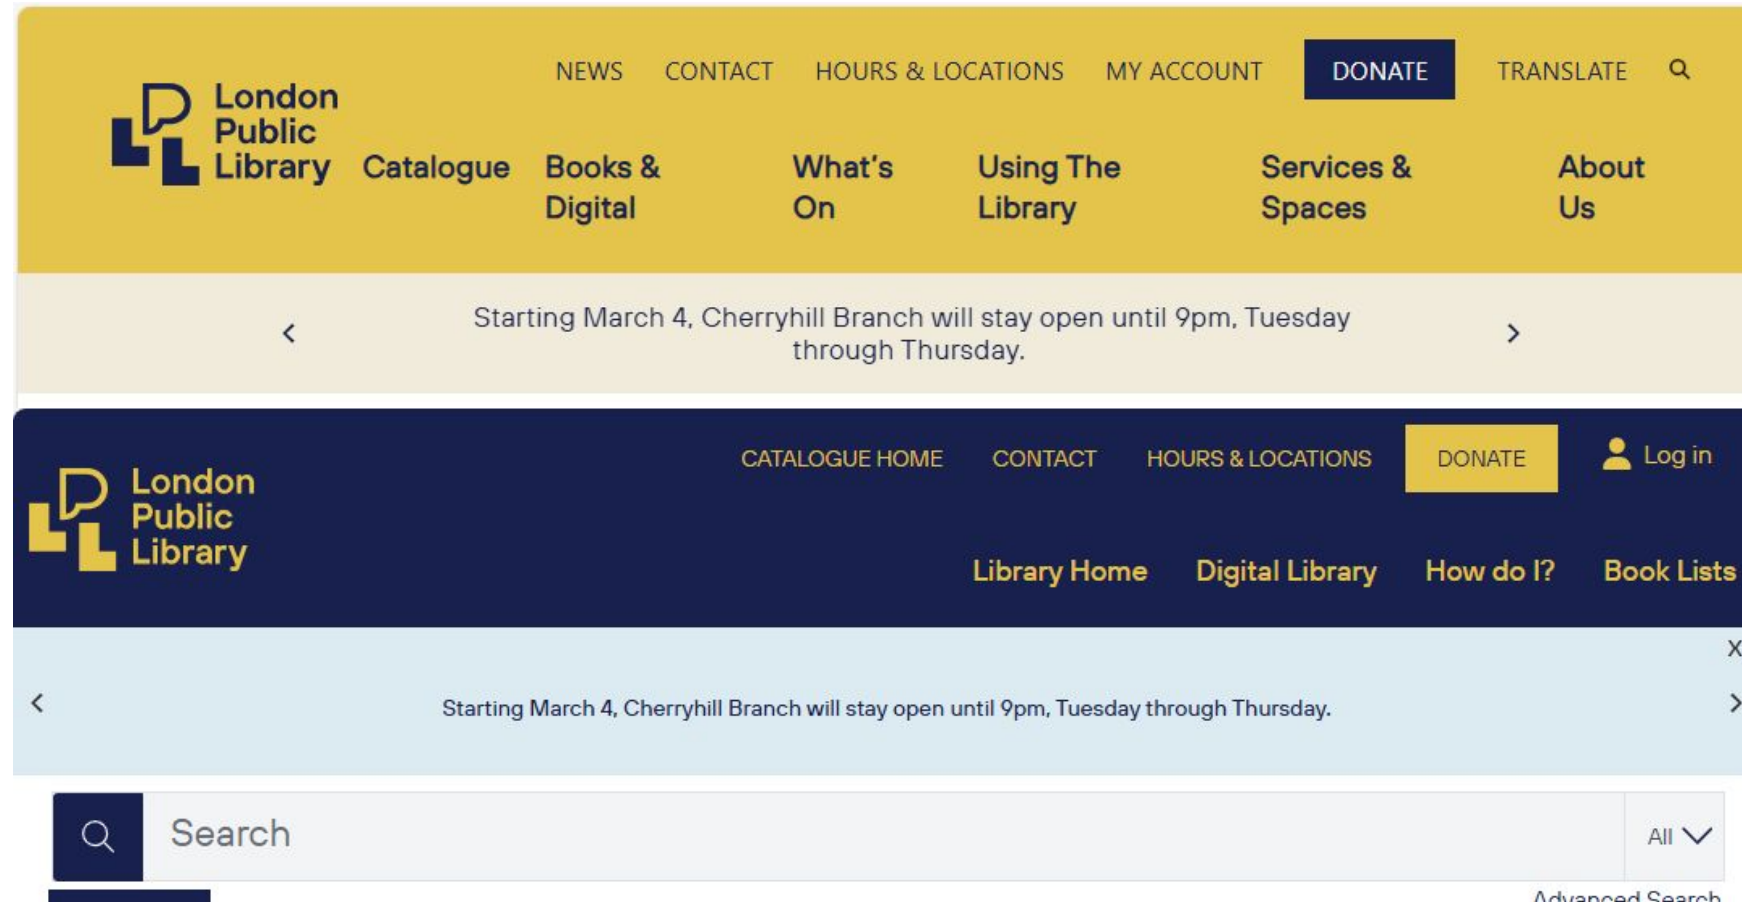 NEWS CONTACT HOURS & LOCATIONS MY ACCOUNT DONATE TRANSLATE
London
Public
Library
Catalogue Books & Digital What's On Using The Library Services & Spaces About Us
Starting March 4, Cherryhill Branch will stay open until 9pm, Tuesday
through Thursday.
CATALOGUE HOME CONTACT HOURS & LOCATIONS DONATE Log in
London
Public
Library
Library Home Digital Library How do I? Book Lists
X
Starting March 4, Cherryhill Branch will stay open until 9pm, Tuesday through Thursday.
Search All
Advanced Search